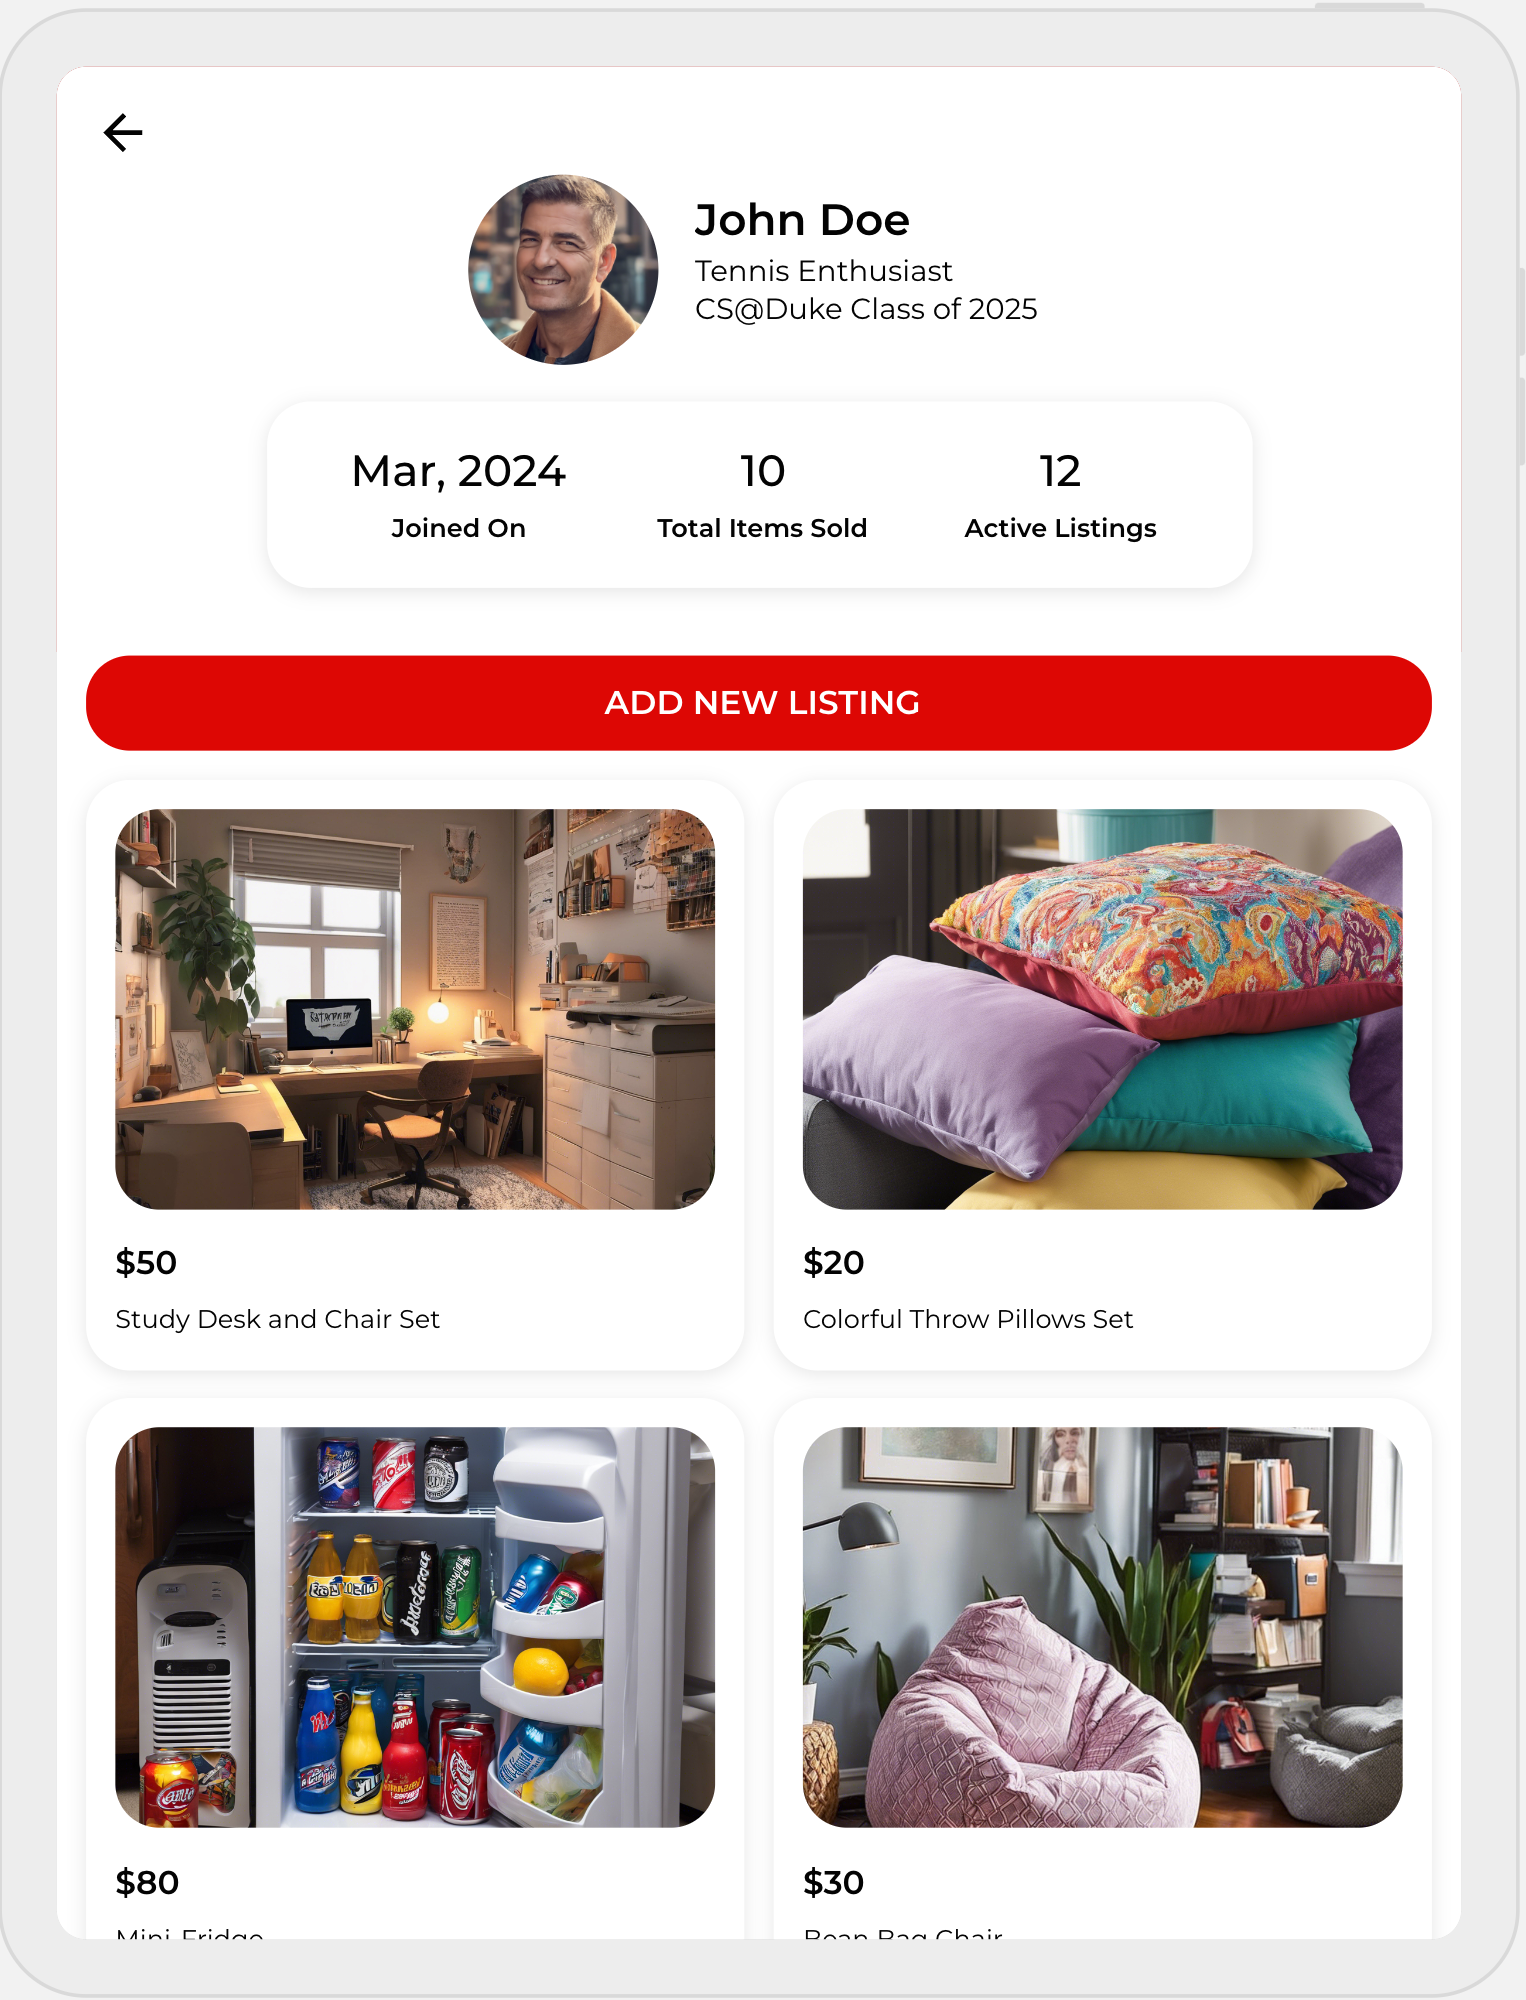 John Doe
Tennis Enthusiast
CS@Duke Class of 2025
Mar, 2024 10 12
Joined On Total Items Sold Active Listings
ADD NEW LISTING
$50 $20
Study Desk and Chair Set Colorful Throw Pillows Set
$80 $30
Mini-Fridge Bean Bag Chair